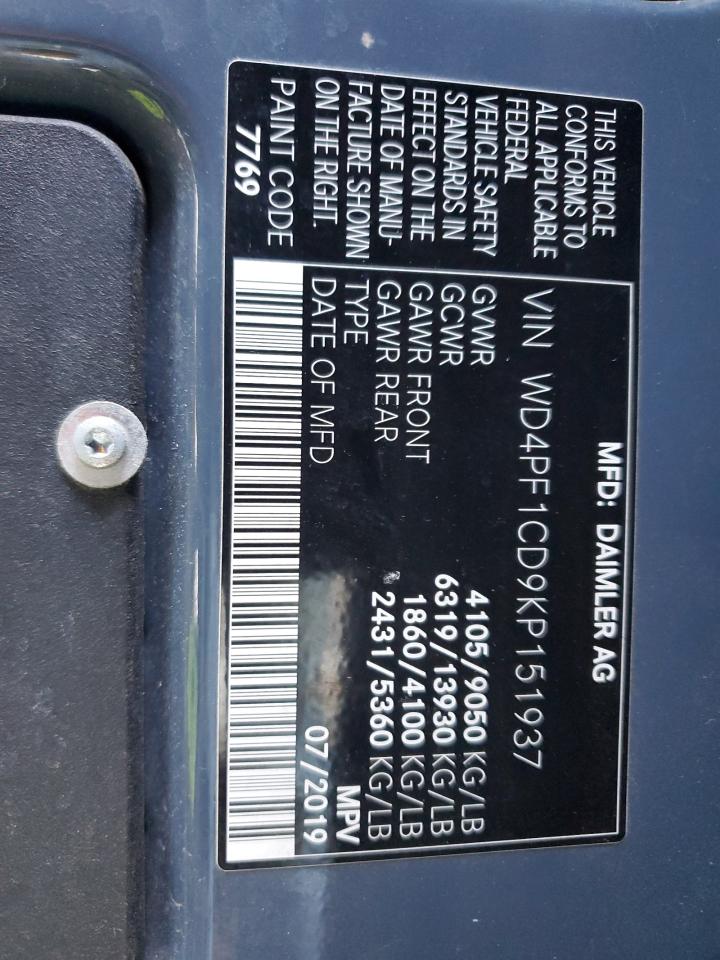 MFD: DAIMLER AG
VIN WD4PF1CD9KP151937
GVWR 4105/9050 KG/LB
GCWR 6319/13930 KG/LB
GAWR FRONT 1860/4100 KG/LB
GAWR REAR 2431/5360 KG/LB
TYPE MPV
DATE OF MFD 07/2019
THIS VEHICLE
CONFORMS TO
ALL APPLICABLE
FEDERAL
VEHICLE SAFETY
STANDARDS IN
EFFECT ON THE
DATE OF MANU-
FACTURE SHOWN
ON THE RIGHT.
PAINT CODE
7769